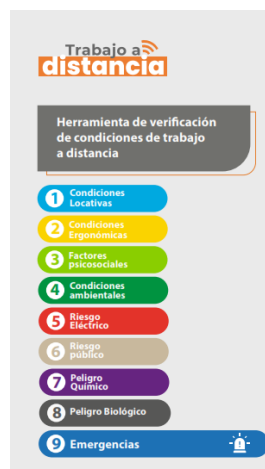 Trabajo a
distancia
Herramienta de verificación
de condiciones de trabajo
a distancia
1 Condiciones
Locativas
2 Condiciones
Ergonómicas
3 Factores
psicosociales
4 Condiciones
ambientales
5 Riesgo
Eléctrico
6 Riesgo
público
7 Peligro
Químico
8 Peligro Biológico
9 Emergencias